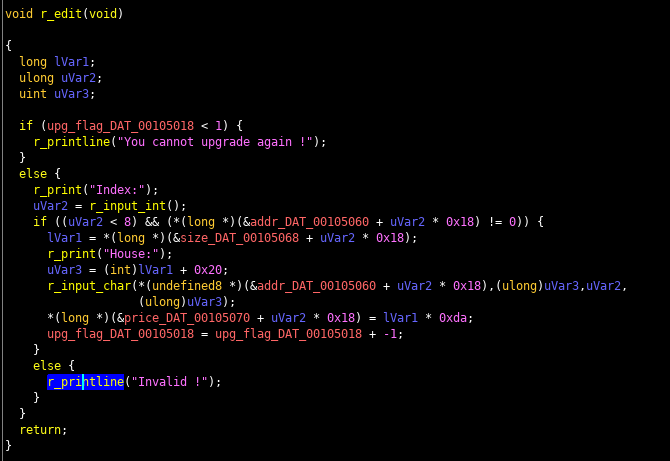 void r_edit(void)
{
long lVar1;
ulong uVar2;
uint uVar3;
if (upg_flag_DAT_00105018 < 1) {
r_printline("You cannot upgrade again !");
}
else {
r_print("Index:");
uVar2 = r_input_int();
if ((uVar2 < 8) && (*(long *)(&addr_DAT_00105060 + uVar2 * 0x18) != 0)) {
lVar1 = *(long *)(&size_DAT_00105068 + uVar2 * 0x18);
r_print("House:");
uVar3 = (int)lVar1 + 0x20;
r_input_char(*(undefined8 *)(&addr_DAT_00105060 + uVar2 * 0x18),(ulong)uVar3,uVar2,
(ulong)uVar3);
*(long *)(&price_DAT_00105070 + uVar2 * 0x18) = lVar1 * 0xda;
upg_flag_DAT_00105018 = upg_flag_DAT_00105018 + -1;
}
else {
r_printline("Invalid !");
}
}
return;
}